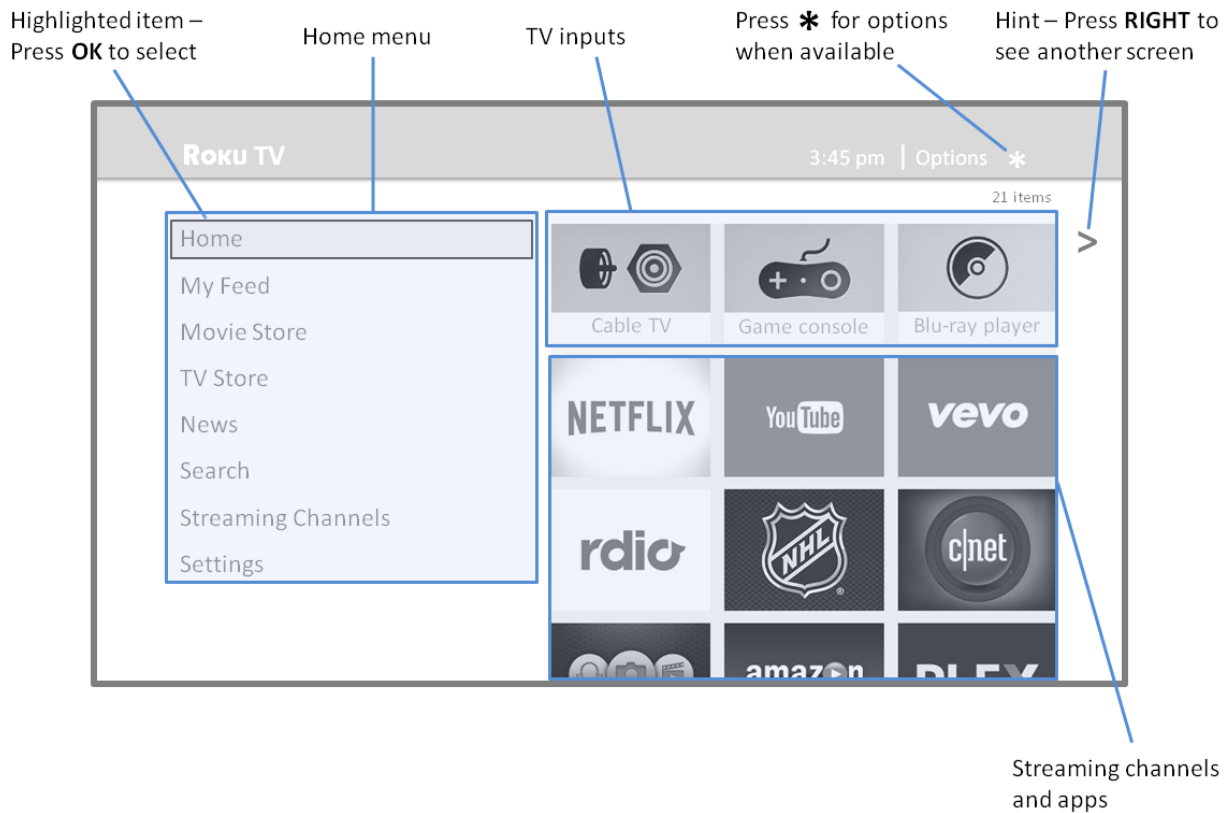 Highlighted item –
Press OK to select
Home menu
TV inputs
Press * for options
when available
Hint – Press RIGHT to
see another screen
ROKU TV
3:45 pm | Options *
21 items
Home
My Feed
Movie Store
TV Store
News
Search
Streaming Channels
Settings
>
Cable TV
Game console
Blu-ray player
NETFLIX
YouTube
vevo
rdio
NHL
c|net
amazon
PLEX
Streaming channels
and apps